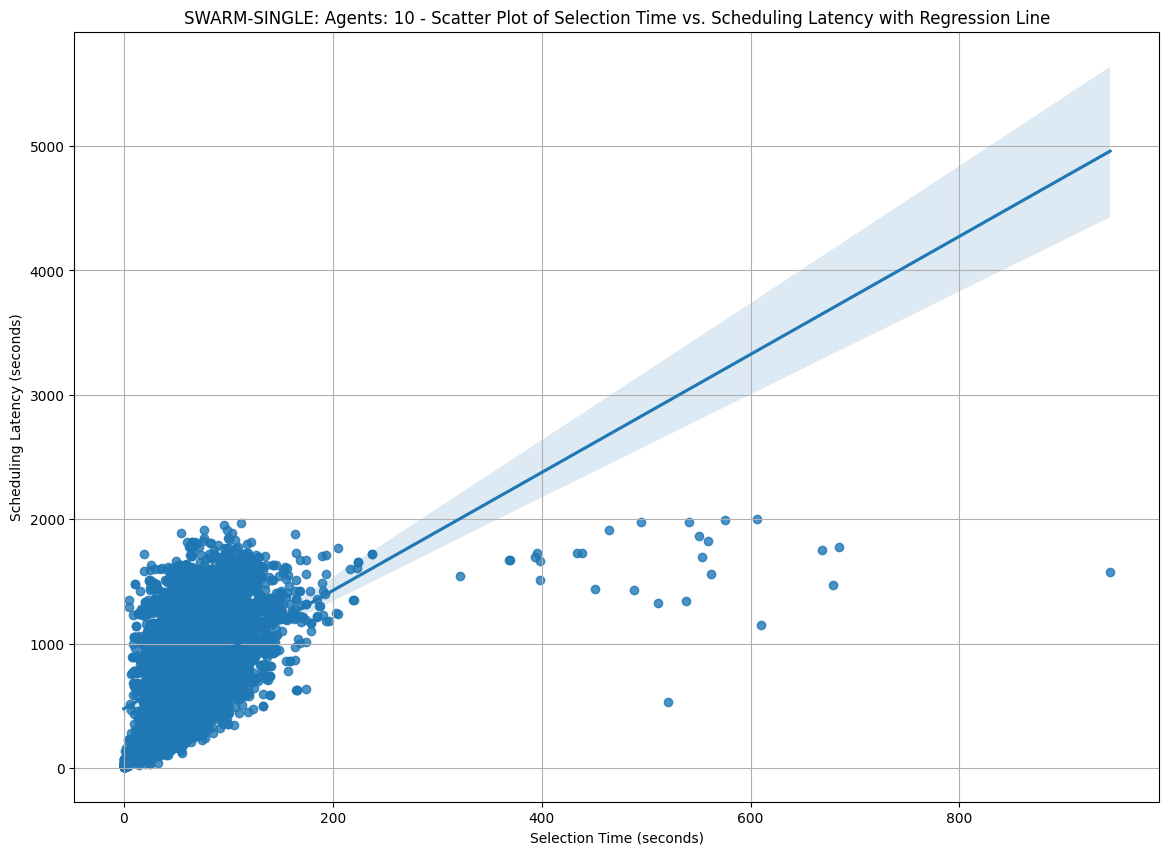 SWARM-SINGLE: Agents: 10 - Scatter Plot of Selection Time vs. Scheduling Latency with Regression Line
5000
4000
3000
2000
1000
0
Scheduling Latency (seconds)
0 200 400 600 800
Selection Time (seconds)